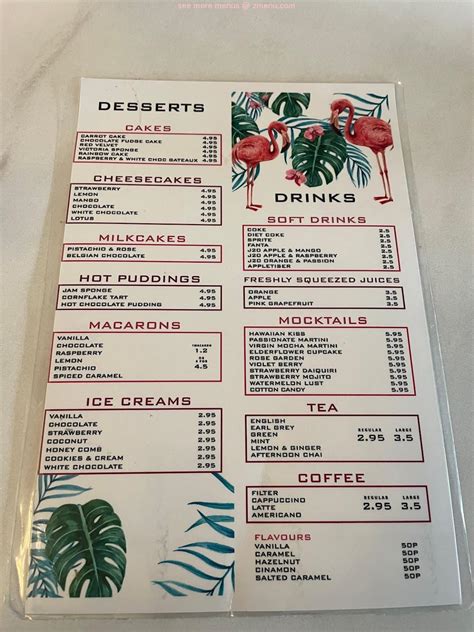 see more menus @ zmenu.com
DESSERTS
CAKES
CARROT CAKE 4.95
CHOCOLATE FUDGE CAKE 4.95
RED VELVET 4.95
VICTORIA SPONGE 4.95
RAINBOW CAKE 4.95
RASPBERRY & WHITE CHOC GATEAUX 4.95
CHEESECAKES
STRAWBERRY 4.95
LEMON 4.95
MANGO 4.95
CHOCOLATE 4.95
WHITE CHOCOLATE 4.95
LOTUS 4.95
MILKCAKES
PISTACHIO & ROSE 4.95
BELGIAN CHOCOLATE 4.95
HOT PUDDINGS
JAM SPONGE 4.95
CORNFLAKE TART 4.95
HOT CHOCOLATE PUDDING 4.95
MACARONS
VANILLA
CHOCOLATE
RASPBERRY 1.2
LEMON
PISTACHIO 4.5
SPICED CARAMEL
ICE CREAMS
VANILLA 2.95
CHOCOLATE 2.95
STRAWBERRY 2.95
COCONUT 2.95
HONEY COMB 2.95
COOKIES & CREAM 2.95
WHITE CHOCOLATE 2.95
DRINKS
SOFT DRINKS
COKE 2.5
DIET COKE 2.5
SPRITE 2.5
FANTA 2.5
J2O APPLE & MANGO 2.5
J2O APPLE & RASPBERRY 2.5
J2O ORANGE & PASSION 2.5
APPLETISER 2.5
FRESHLY SQUEEZED JUICES
ORANGE 3.5
APPLE 3.5
PINK GRAPEFRUIT 3.5
MOCKTAILS
HAWAIIAN KISS 5.95
PASSIONATE MARTINI 5.95
VIRGIN MOCHA MARTINI 5.95
ELDERFLOWER CUPCAKE 5.95
ROSE GARDEN 5.95
VIOLET BERRY 5.95
STRAWBERRY DAIQUIRI 5.95
STRAWBERRY MOJITO 5.95
WATERMELON LUST 5.95
COTTON CANDY 5.95
TEA
ENGLISH
EARL GREY REGULAR LARGE
GREEN 2.95 3.5
MINT
LEMON & GINGER
AFTERNOON CHAI
COFFEE
FILTER
CAPPUCCINO REGULAR LARGE
LATTE 2.95 3.5
AMERICANO
FLAVOURS
VANILLA 50P
CARAMEL 50P
HAZELNUT 50P
CINAMON 50P
SALTED CARAMEL 50P